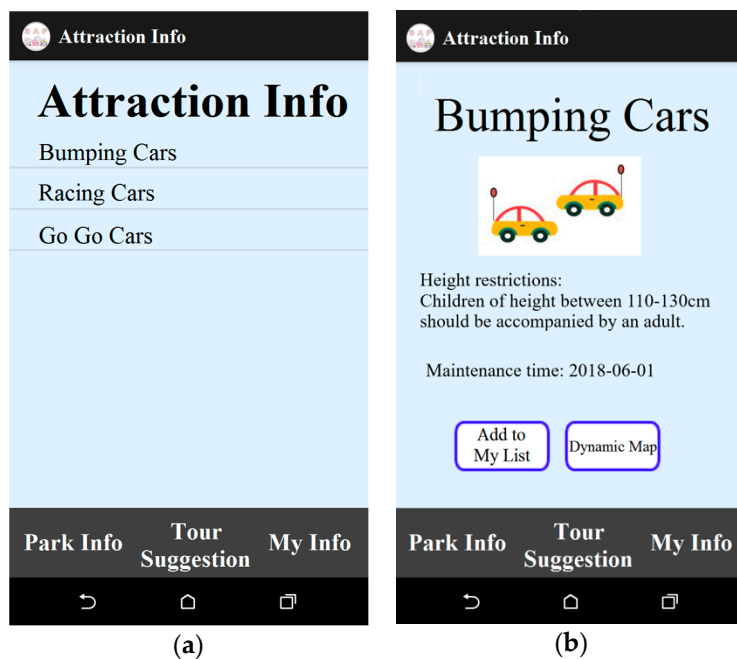 Attraction Info
Attraction Info
Bumping Cars
Racing Cars
Go Go Cars
Park Info
Tour
Suggestion
My Info
(a)
Attraction Info
Bumping Cars
Height restrictions:
Children of height between 110-130cm
should be accompanied by an adult.
Maintenance time: 2018-06-01
Add to
My List
Dynamic Map
Park Info
Tour
Suggestion
My Info
(b)